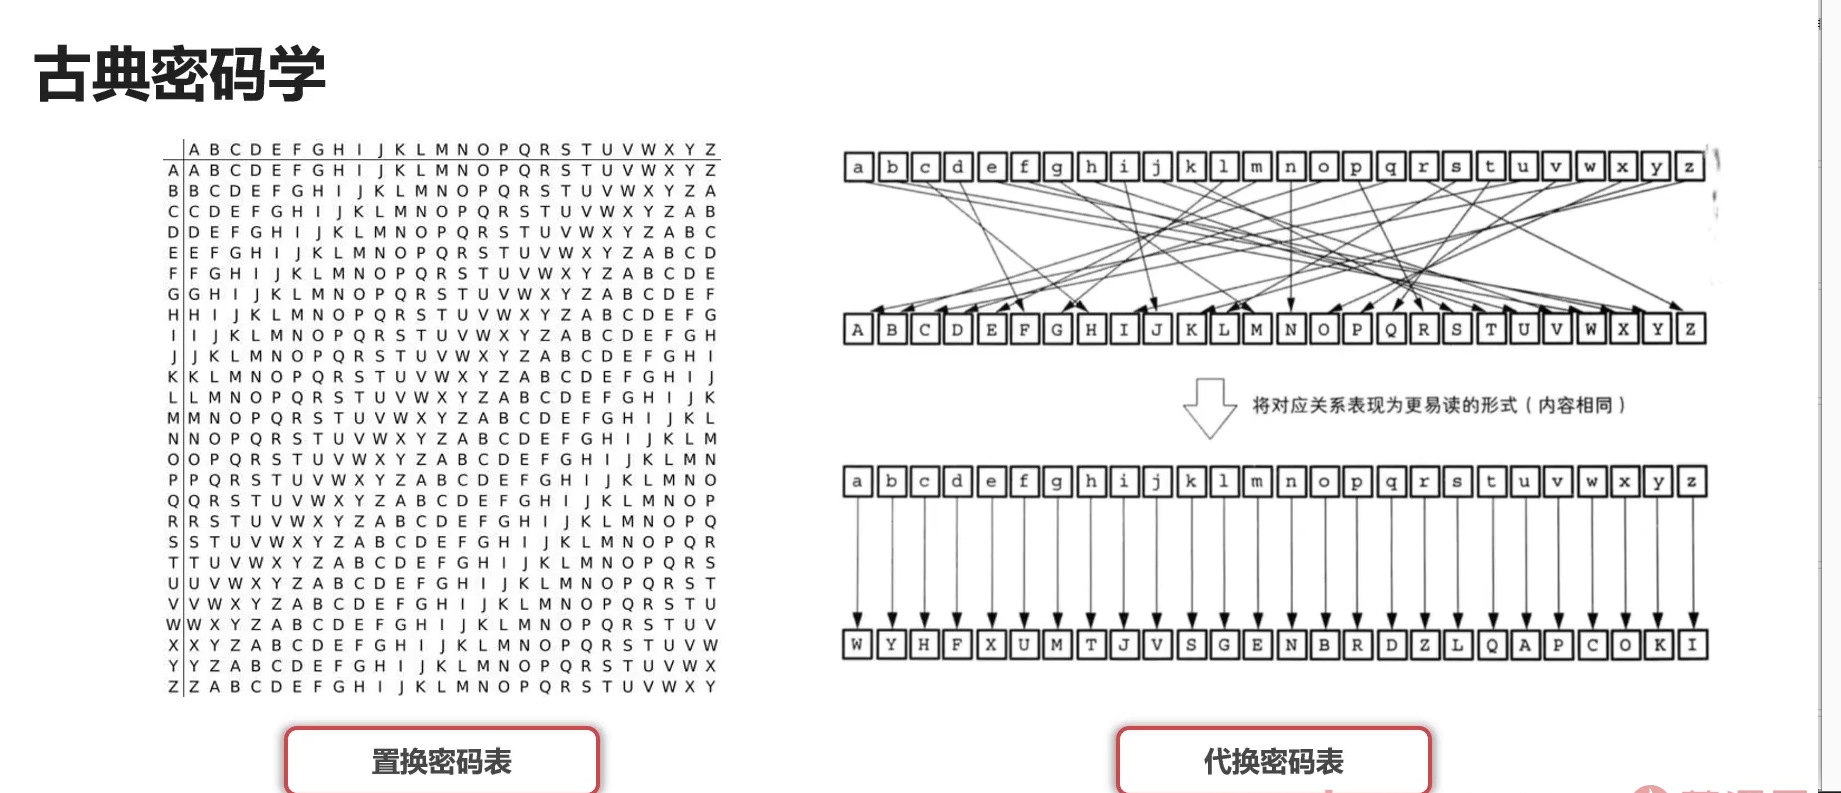 古典密码学
A B C D E F G H I J K L M N O P Q R S T U V W X Y Z
A A B C D E F G H I J K L M N O P Q R S T U V W X Y Z
B B C D E F G H I J K L M N O P Q R S T U V W X Y Z A
C C D E F G H I J K L M N O P Q R S T U V W X Y Z A B
D D E F G H I J K L M N O P Q R S T U V W X Y Z A B C
E E F G H I J K L M N O P Q R S T U V W X Y Z A B C D
F F G H I J K L M N O P Q R S T U V W X Y Z A B C D E
G G H I J K L M N O P Q R S T U V W X Y Z A B C D E F
H H I J K L M N O P Q R S T U V W X Y Z A B C D E F G
I I J K L M N O P Q R S T U V W X Y Z A B C D E F G H
J J K L M N O P Q R S T U V W X Y Z A B C D E F G H I
K K L M N O P Q R S T U V W X Y Z A B C D E F G H I J
L L M N O P Q R S T U V W X Y Z A B C D E F G H I J K
M M N O P Q R S T U V W X Y Z A B C D E F G H I J K L
N N O P Q R S T U V W X Y Z A B C D E F G H I J K L M
O O P Q R S T U V W X Y Z A B C D E F G H I J K L M N
P P Q R S T U V W X Y Z A B C D E F G H I J K L M N O
Q Q R S T U V W X Y Z A B C D E F G H I J K L M N O P
R R S T U V W X Y Z A B C D E F G H I J K L M N O P Q
S S T U V W X Y Z A B C D E F G H I J K L M N O P Q R
T T U V W X Y Z A B C D E F G H I J K L M N O P Q R S
U U V W X Y Z A B C D E F G H I J K L M N O P Q R S T
V V W X Y Z A B C D E F G H I J K L M N O P Q R S T U
W W X Y Z A B C D E F G H I J K L M N O P Q R S T U V
X X Y Z A B C D E F G H I J K L M N O P Q R S T U V W
Y Y Z A B C D E F G H I J K L M N O P Q R S T U V W X
Z Z A B C D E F G H I J K L M N O P Q R S T U V W X Y
置换密码表
a b c d e f g h i j k l m n o p q r s t u v w x y z
A B C D E F G H I J K L M N O P Q R S T U V W X Y Z
将对应关系表现为更易读的形式（内容相同）
a b c d e f g h i j k l m n o p q r s t u v w x y z
W Y H F X U M T J V S G E N B R D Z L Q A P C O K I
代换密码表